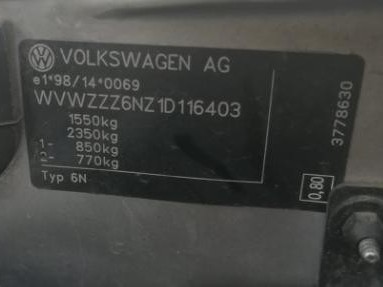 VOLKSWAGEN AG
e1*98/14*0069
WVWZZZ6NZ1D116403
1550kg
2350kg
1- 850kg
2- 770kg
Typ 6N
0,80
3778630